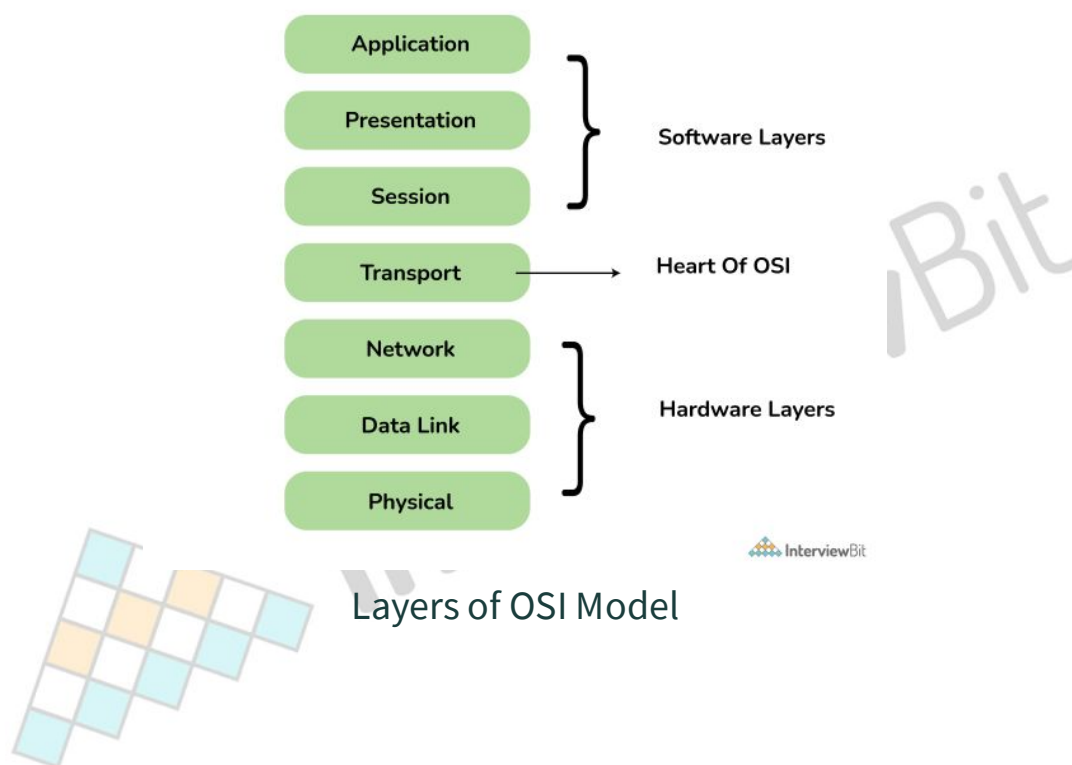 Application
Presentation
Software Layers
Session
Transport
Heart Of OSI
Network
Hardware Layers
Data Link
Physical
InterviewBit
Layers of OSI Model